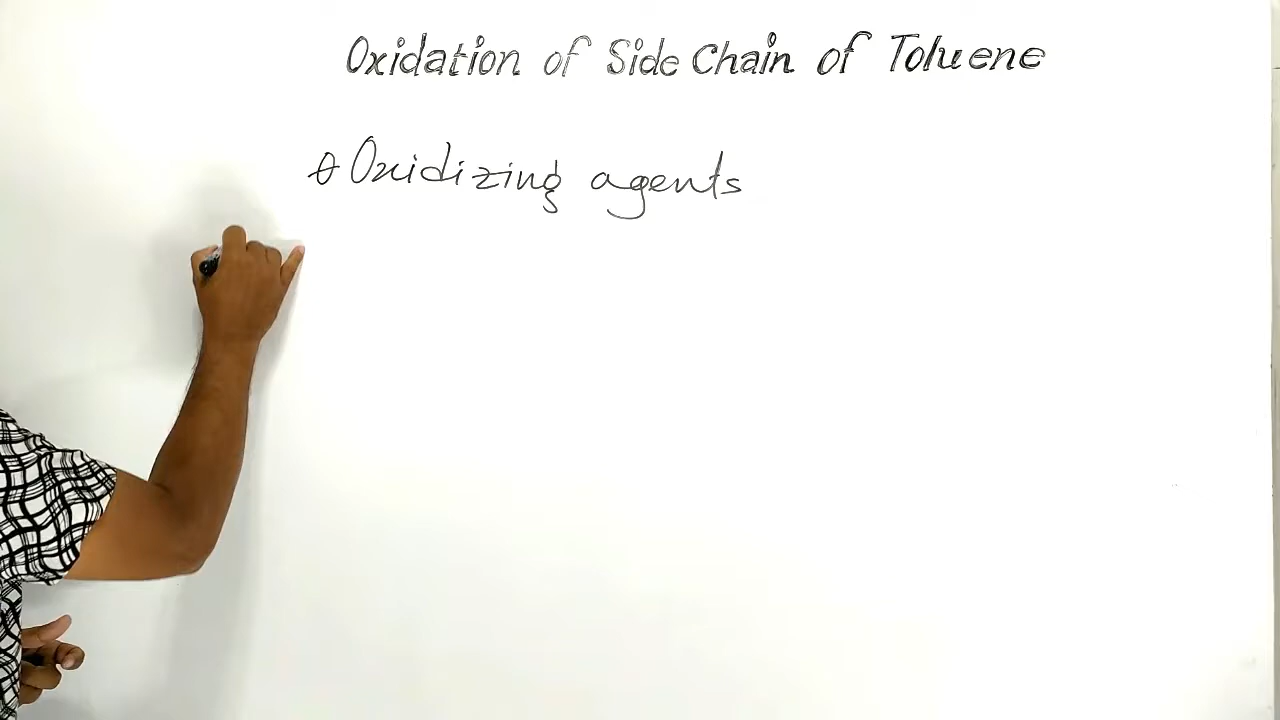 Oxidation of Side Chain of Toluene
* Oxidizing agents